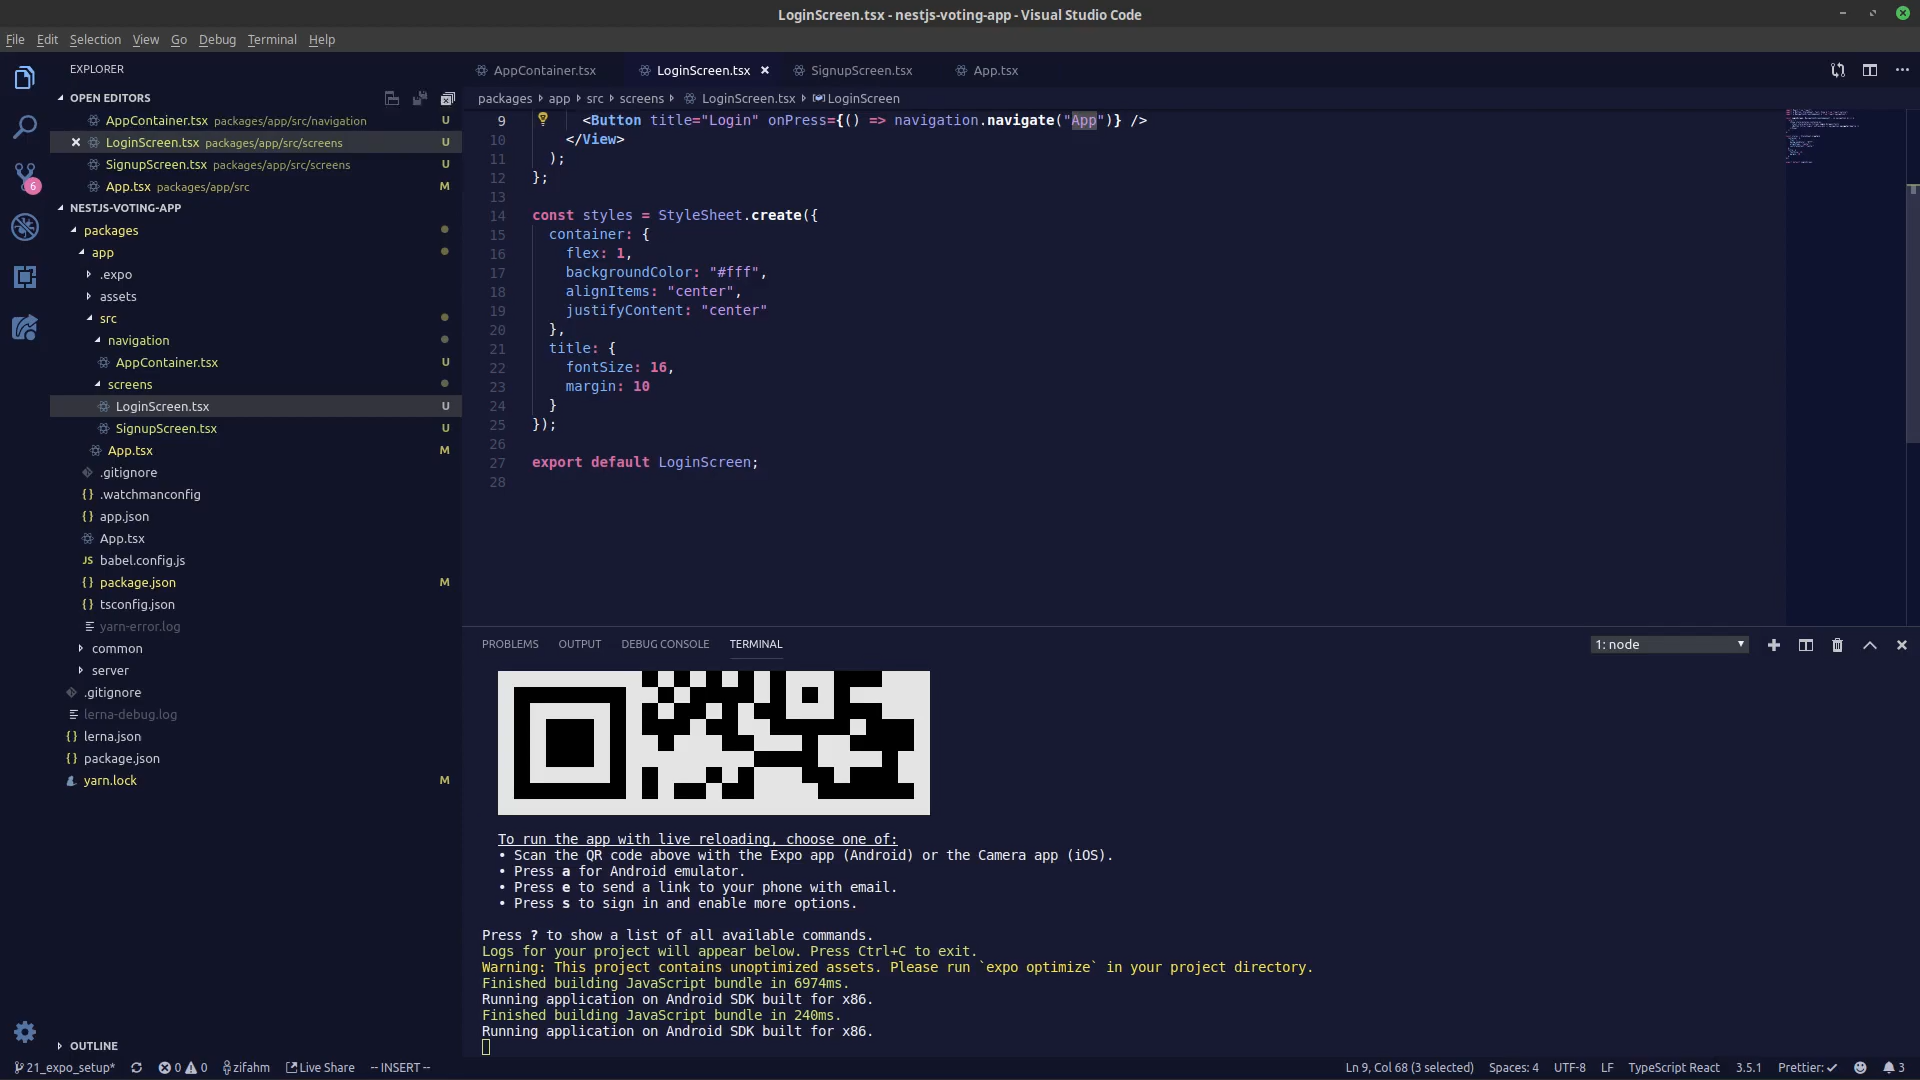 LoginScreen.tsx - nestjs-voting-app - Visual Studio Code
File Edit Selection View Go Debug Terminal Help
EXPLORER
OPEN EDITORS
AppContainer.tsx packages/app/src/navigation U
LoginScreen.tsx packages/app/src/screens U
SignupScreen.tsx packages/app/src/screens U
App.tsx packages/app/src M
NESTJS-VOTING-APP
packages
app
.expo
assets
src
navigation
AppContainer.tsx U
screens
LoginScreen.tsx U
SignupScreen.tsx U
App.tsx M
.gitignore
.watchmanconfig
{} app.json
App.tsx
JS babel.config.js
{} package.json M
{} tsconfig.json
yarn-error.log
common
server
.gitignore
lerna-debug.log
{} lerna.json
{} package.json
yarn.lock M
OUTLINE
6
AppContainer.tsx LoginScreen.tsx SignupScreen.tsx App.tsx
packages app src screens LoginScreen.tsx LoginScreen
9 <Button title="Login" onPress={() => navigation.navigate("App")} />
10 </View>
11 );
12 };
13
14 const styles = StyleSheet.create({
15 container: {
16 flex: 1,
17 backgroundColor: "#fff",
18 alignItems: "center",
19 justifyContent: "center"
20 },
21 title: {
22 fontSize: 16,
23 margin: 10
24 }
25 });
26
27 export default LoginScreen;
28
PROBLEMS OUTPUT DEBUG CONSOLE TERMINAL 1: node
To run the app with live reloading, choose one of:
• Scan the QR code above with the Expo app (Android) or the Camera app (iOS).
• Press a for Android emulator.
• Press e to send a link to your phone with email.
• Press s to sign in and enable more options.
Press ? to show a list of all available commands.
Logs for your project will appear below. Press Ctrl+C to exit.
Warning: This project contains unoptimized assets. Please run `expo optimize` in your project directory.
Finished building JavaScript bundle in 6974ms.
Running application on Android SDK built for x86.
Finished building JavaScript bundle in 240ms.
Running application on Android SDK built for x86.
21_expo_setup* 0 0 zifahm Live Share -- INSERT -- Ln 9, Col 68 (3 selected) Spaces: 4 UTF-8 LF TypeScript React 3.5.1 Prettier: ✓ 3